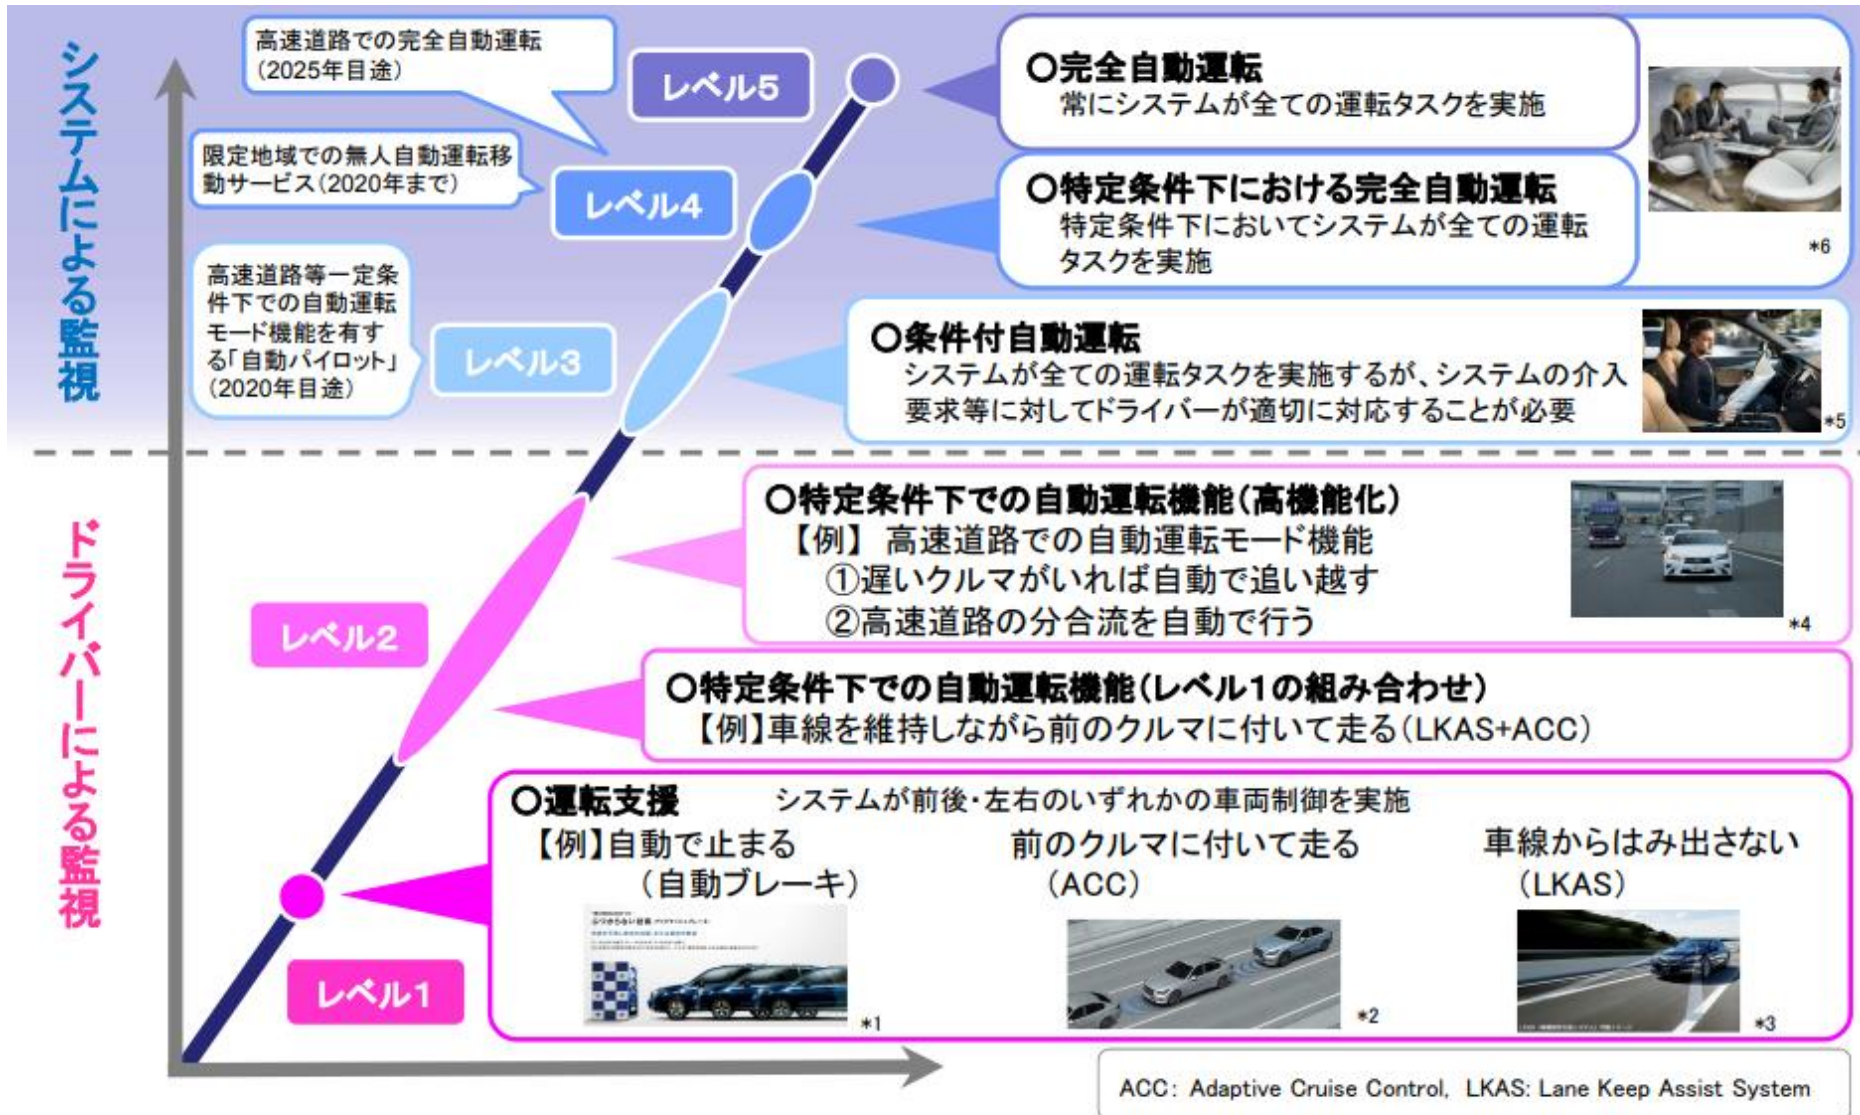 システムによる監視
ドライバーによる監視
高速道路での完全自動運転
(2025年目途)
限定地域での無人自動運転移
動サービス(2020年まで)
高速道路等一定条
件下での自動運転
モード機能を有す
る「自動パイロット」
(2020年目途)
レベル5
レベル4
レベル3
レベル2
レベル1
〇完全自動運転
常にシステムが全ての運転タスクを実施
〇特定条件下における完全自動運転
特定条件下においてシステムが全ての運転
タスクを実施
*6
〇条件付自動運転
システムが全ての運転タスクを実施するが、システムの介入
要求等に対してドライバーが適切に対応することが必要
*5
〇特定条件下での自動運転機能(高機能化)
【例】 高速道路での自動運転モード機能
①遅いクルマがいれば自動で追い越す
②高速道路の分合流を自動で行う
*4
〇特定条件下での自動運転機能(レベル1の組み合わせ)
【例】車線を維持しながら前のクルマに付いて走る(LKAS+ACC)
〇運転支援 システムが前後・左右のいずれかの車両制御を実施
【例】自動で止まる
(自動ブレーキ)
*1
前のクルマに付いて走る
(ACC)
*2
車線からはみ出さない
(LKAS)
*3
ACC: Adaptive Cruise Control, LKAS: Lane Keep Assist System